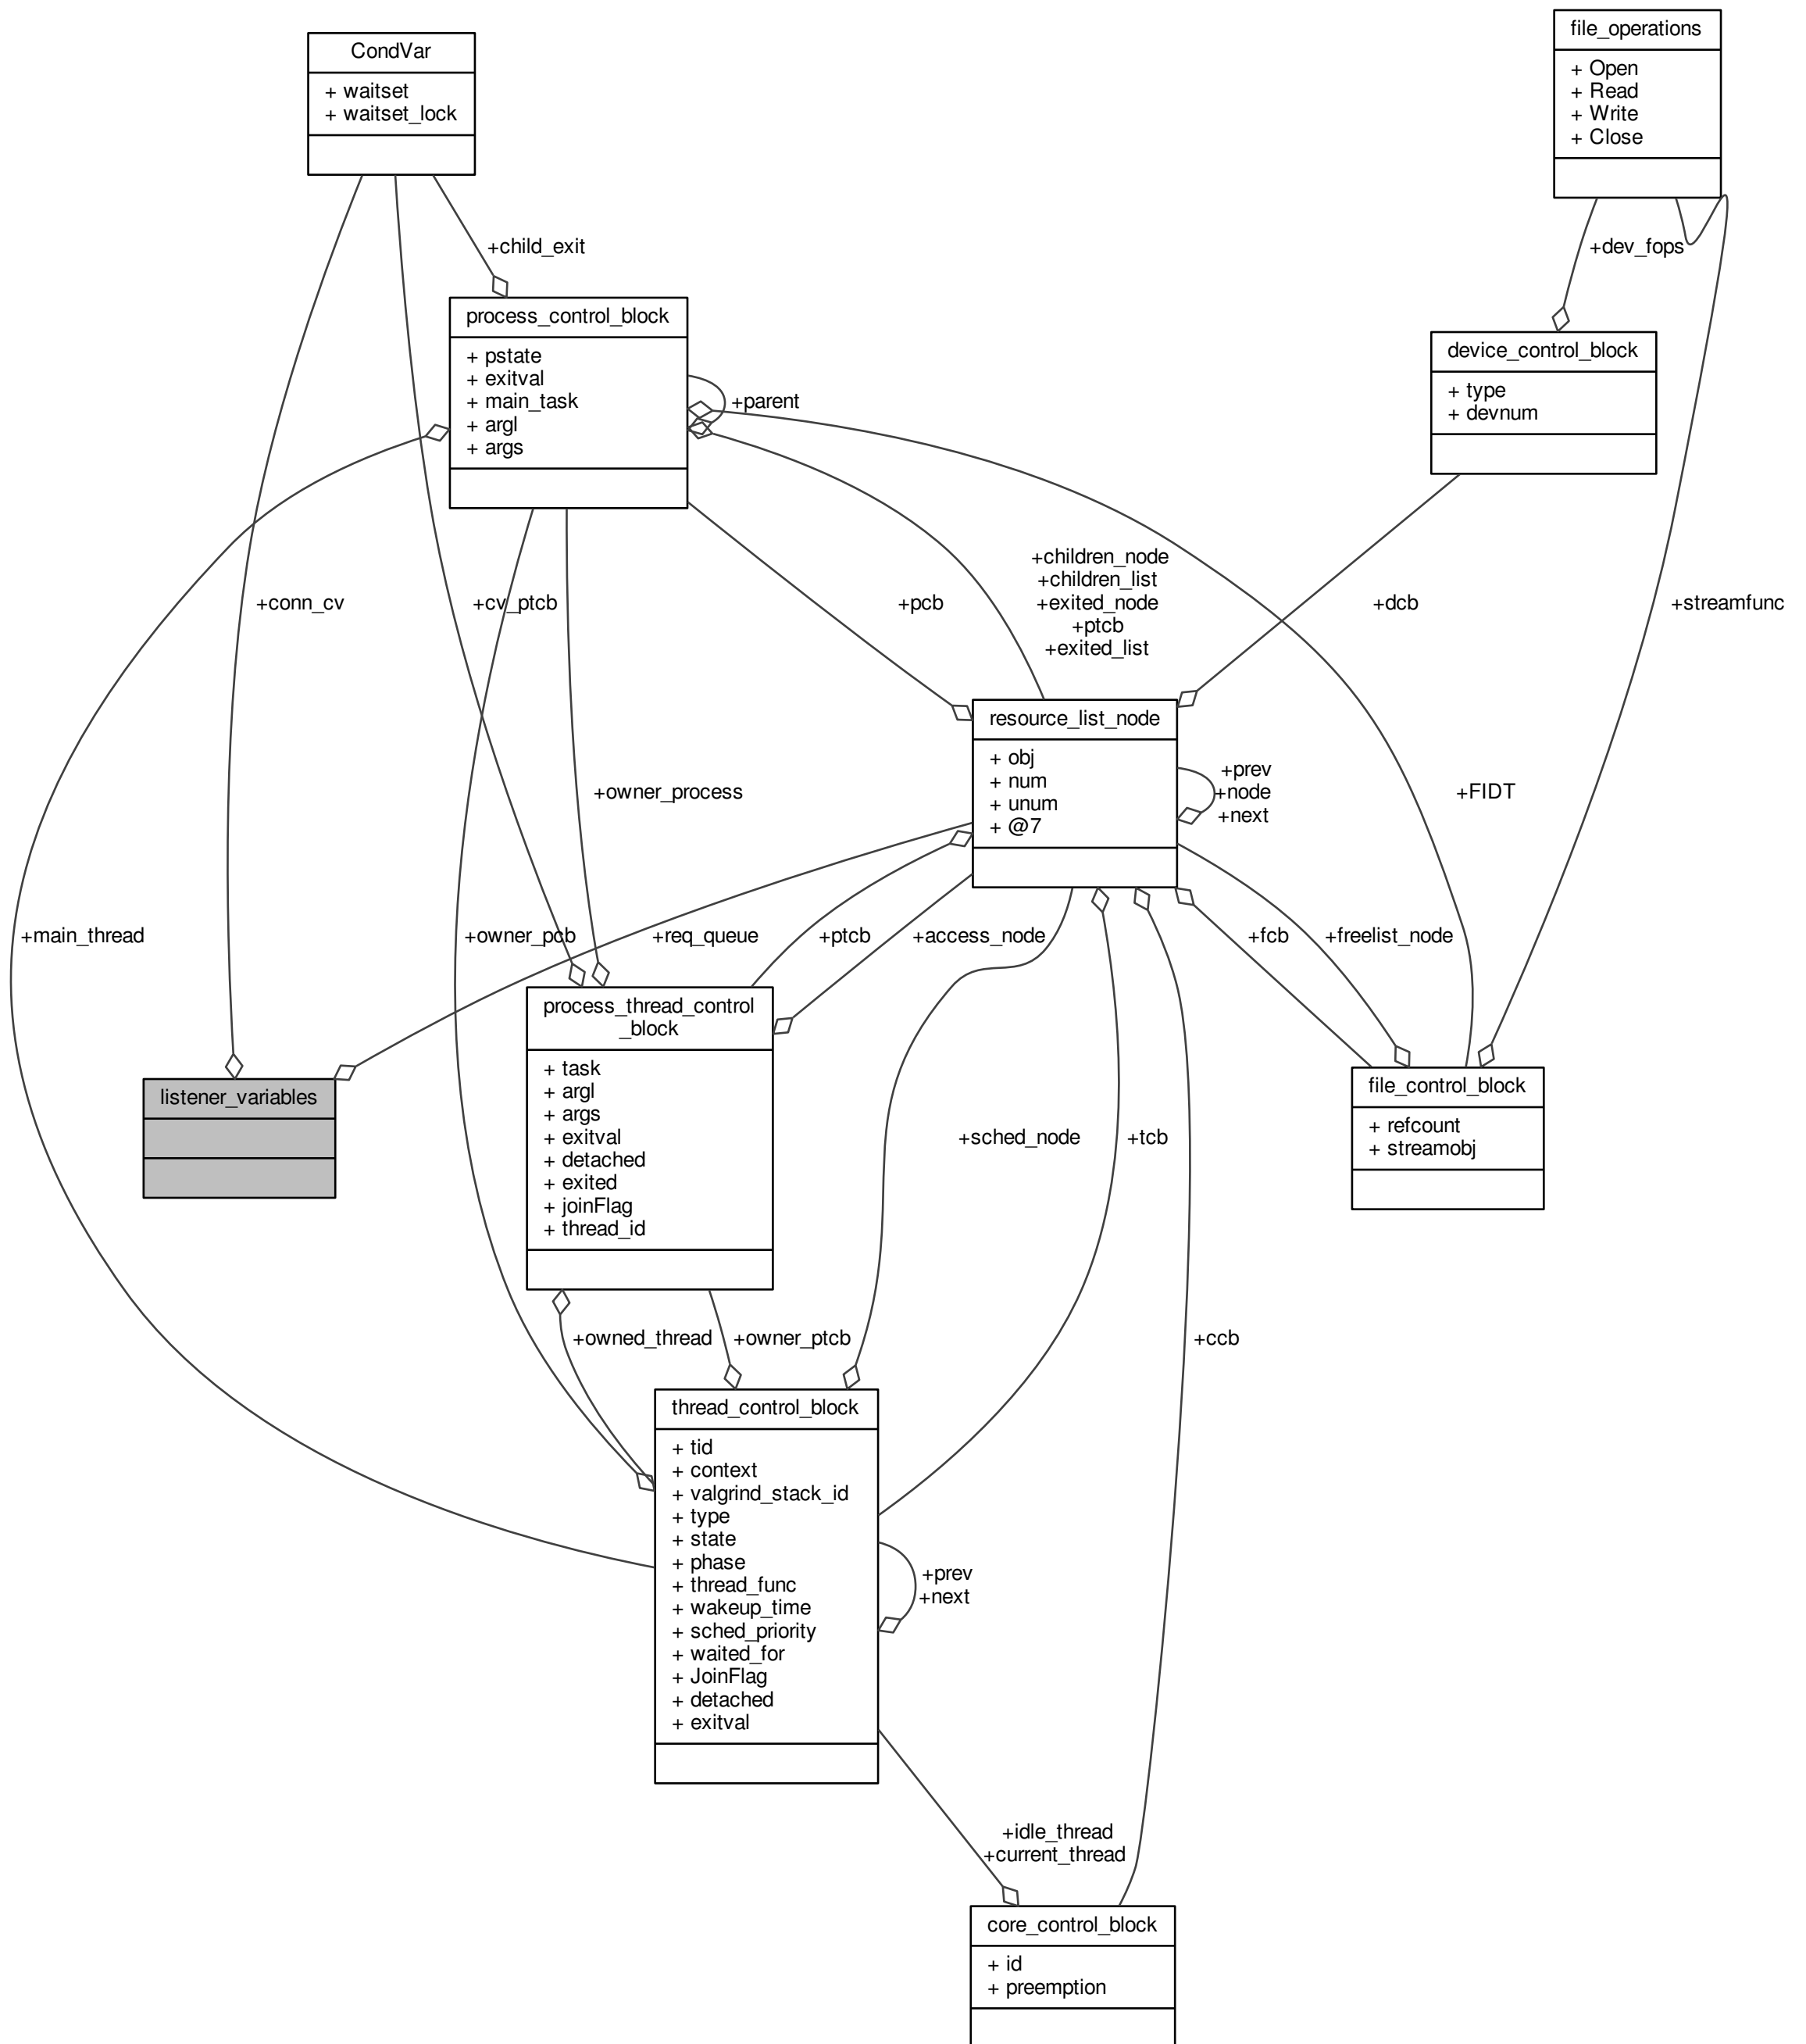 file_operations
+ Open
+ Read
+ Write
+ Close
CondVar
+ waitset
+ waitset_lock
+child_exit
+dev_fops
process_control_block
+ pstate
+ exitval
+ main_task
+ argl
+ args
+parent
device_control_block
+ type
+ devnum
+conn_cv
+cv_ptcb
+pcb
+children_node
+children_list
+exited_node
+ptcb
+exited_list
+dcb
+streamfunc
resource_list_node
+ obj
+ num
+ unum
+ @7
+prev
+node
+next
+owner_process
+FIDT
+main_thread
+owner_pcb
+req_queue
+ptcb
+access_node
+fcb
+freelist_node
process_thread_control
_block
+ task
+ argl
+ args
+ exitval
+ detached
+ exited
+ joinFlag
+ thread_id
listener_variables
file_control_block
+ refcount
+ streamobj
+sched_node
+tcb
+owned_thread
+owner_ptcb
+ccb
thread_control_block
+ tid
+ context
+ valgrind_stack_id
+ type
+ state
+ phase
+ thread_func
+ wakeup_time
+ sched_priority
+ waited_for
+ JoinFlag
+ detached
+ exitval
+prev
+next
+idle_thread
+current_thread
core_control_block
+ id
+ preemption